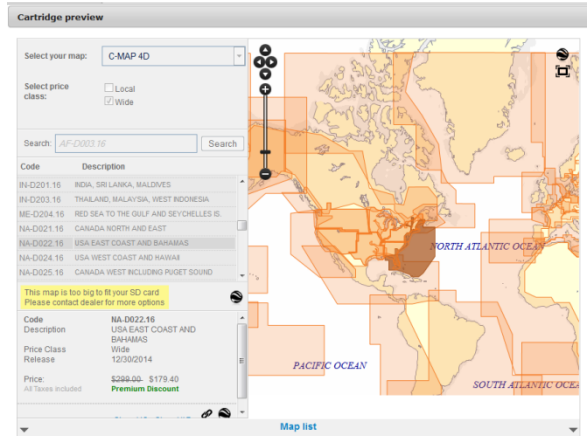 Cartridge preview
Select your map: C-MAP 4D
Select price class: Local
Wide
Search: AF-D003.16 Search
Code Description
IN-D201.16 INDIA, SRI LANKA, MALDIVES
IN-D203.16 THAILAND, MALAYSIA, WEST INDONESIA
ME-D204.16 RED SEA TO THE GULF AND SEYCHELLES IS.
NA-D021.16 CANADA NORTH AND EAST
NA-D022.16 USA EAST COAST AND BAHAMAS
NA-D024.16 USA WEST COAST AND HAWAII
NA-D025.16 CANADA WEST INCLUDING PUGET SOUND
This map is too big to fit your SD card
Please contact dealer for more options
Code NA-D022.16
Description USA EAST COAST AND
BAHAMAS
Price Class Wide
Release 12/30/2014
Price: $299.00 $179.40
All Taxes included Premium Discount
NORTH ATLANTIC OCEAN
PACIFIC OCEAN
SOUTH ATLANTIC OCEA
Map list